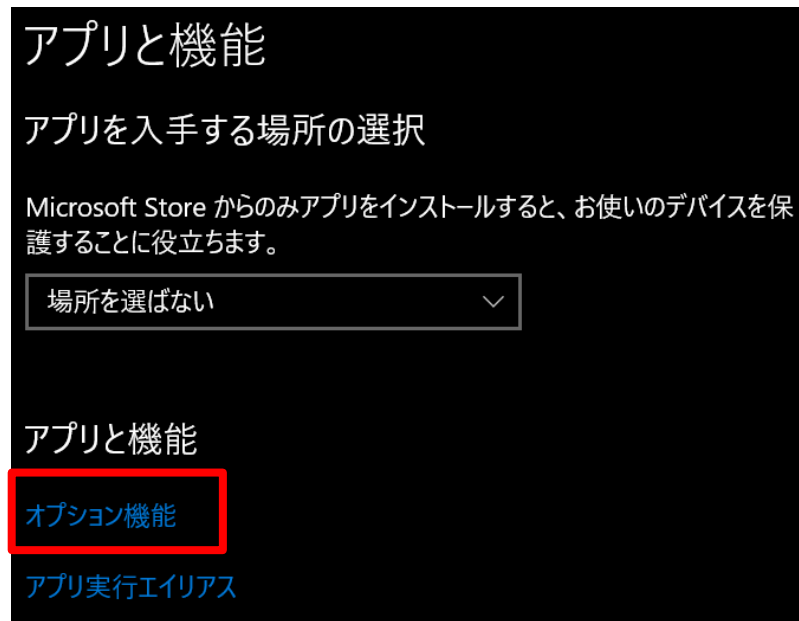 アプリと機能
アプリを入手する場所の選択
Microsoft Store からのみアプリをインストールすると、お使いのデバイスを保
護することに役立ちます。
場所を選ばない
アプリと機能
オプション機能
アプリ実行エイリアス